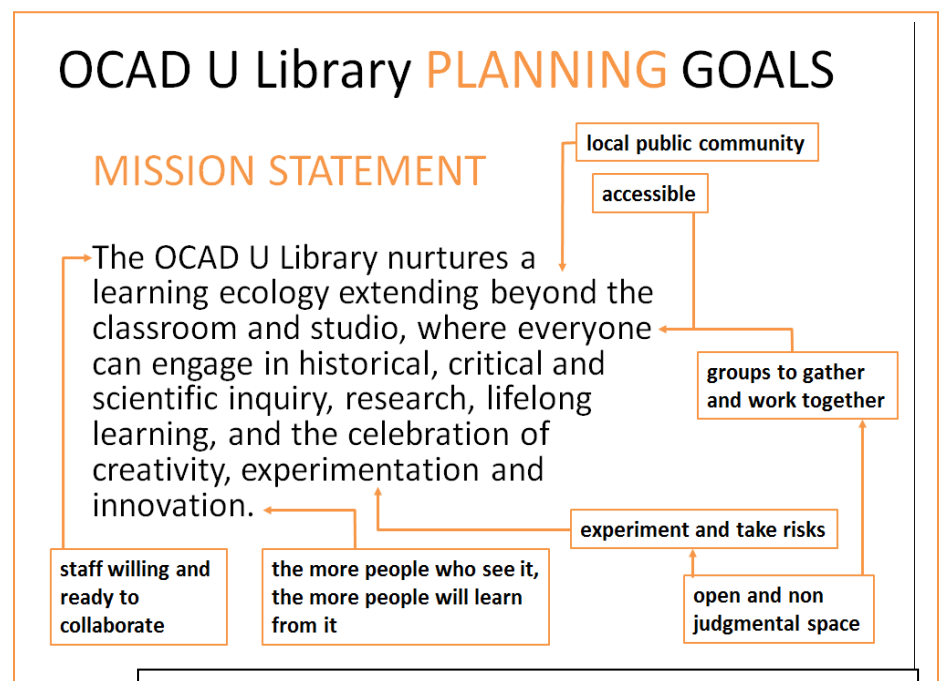 OCAD U Library PLANNING GOALS
MISSION STATEMENT
local public community
accessible
The OCAD U Library nurtures a
learning ecology extending beyond the
classroom and studio, where everyone
can engage in historical, critical and
scientific inquiry, research, lifelong
learning, and the celebration of
creativity, experimentation and
innovation.
groups to gather
and work together
experiment and take risks
staff willing and
ready to
collaborate
the more people who see it,
the more people will learn
from it
open and non
judgmental space